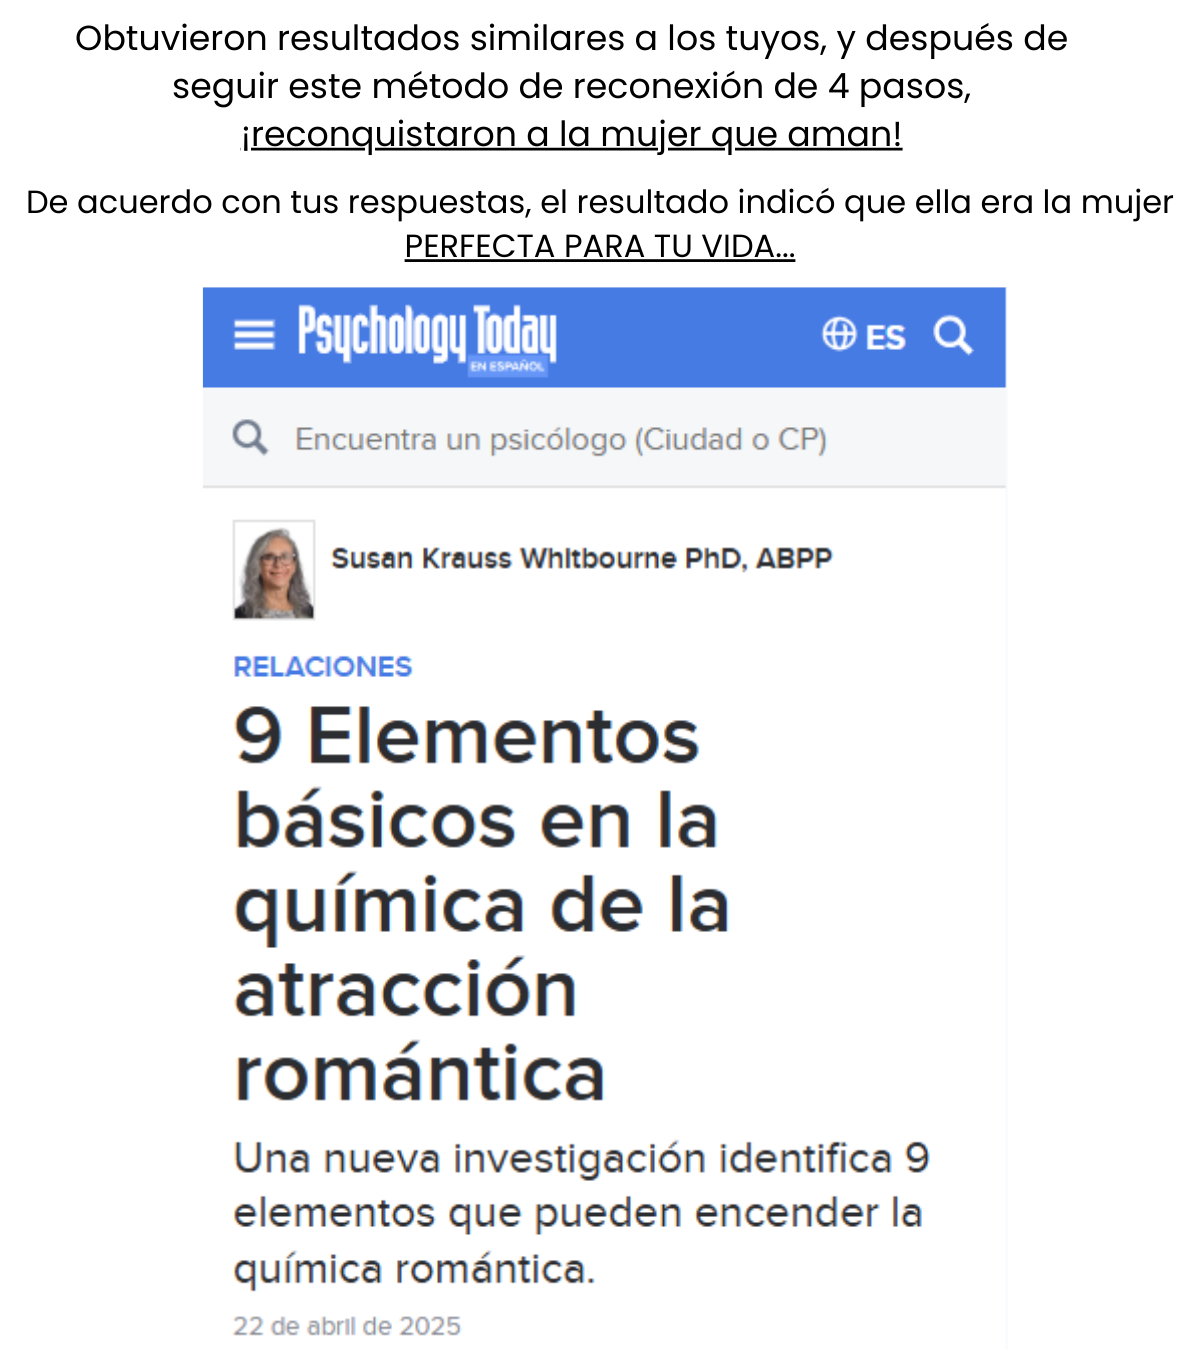 Obtuvieron resultados similares a los tuyos, y después de
seguir este método de reconexión de 4 pasos,
¡reconquistaron a la mujer que aman!
De acuerdo con tus respuestas, el resultado indicó que ella era la mujer
PERFECTA PARA TU VIDA...
Psychology Today
EN ESPAÑOL
ES
Encuentra un psicólogo (Ciudad o CP)
Susan Krauss Whitbourne PhD, ABPP
RELACIONES
9 Elementos
básicos en la
química de la
atracción
romántica
Una nueva investigación identifica 9
elementos que pueden encender la
química romántica.
22 de abril de 2025